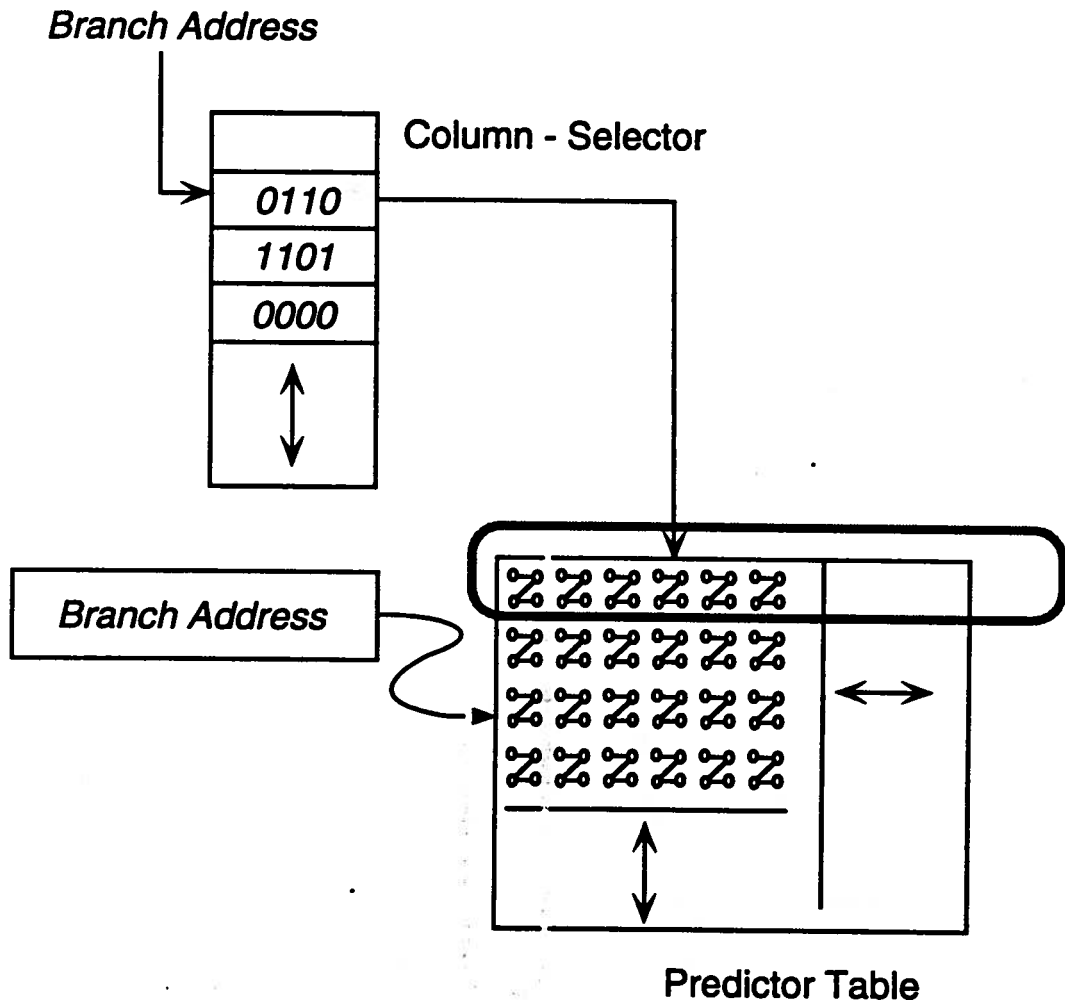 Branch Address
Column - Selector
0110
1101
0000
Branch Address
Predictor Table